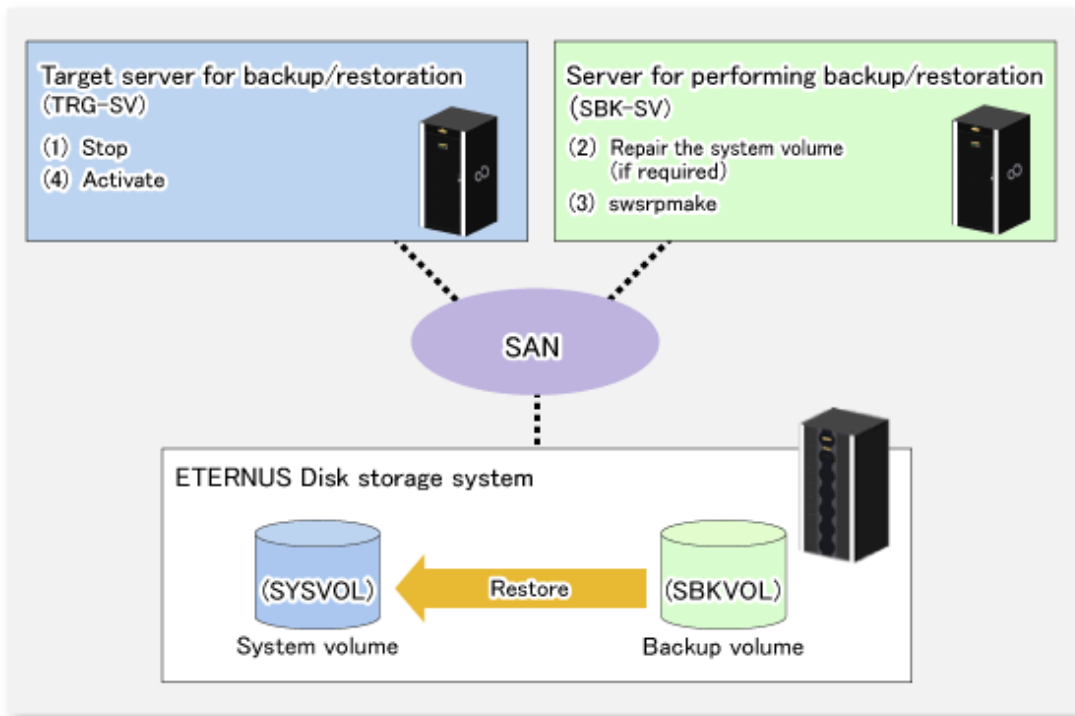 Target server for backup/restoration
(TRG-SV)
(1) Stop
(4) Activate
Server for performing backup/restoration
(SBK-SV)
(2) Repair the system volume
(if required)
(3) swsrpmake
SAN
ETERNUS Disk storage system
(SYSVOL)
Restore
(SBKVOL)
System volume
Backup volume